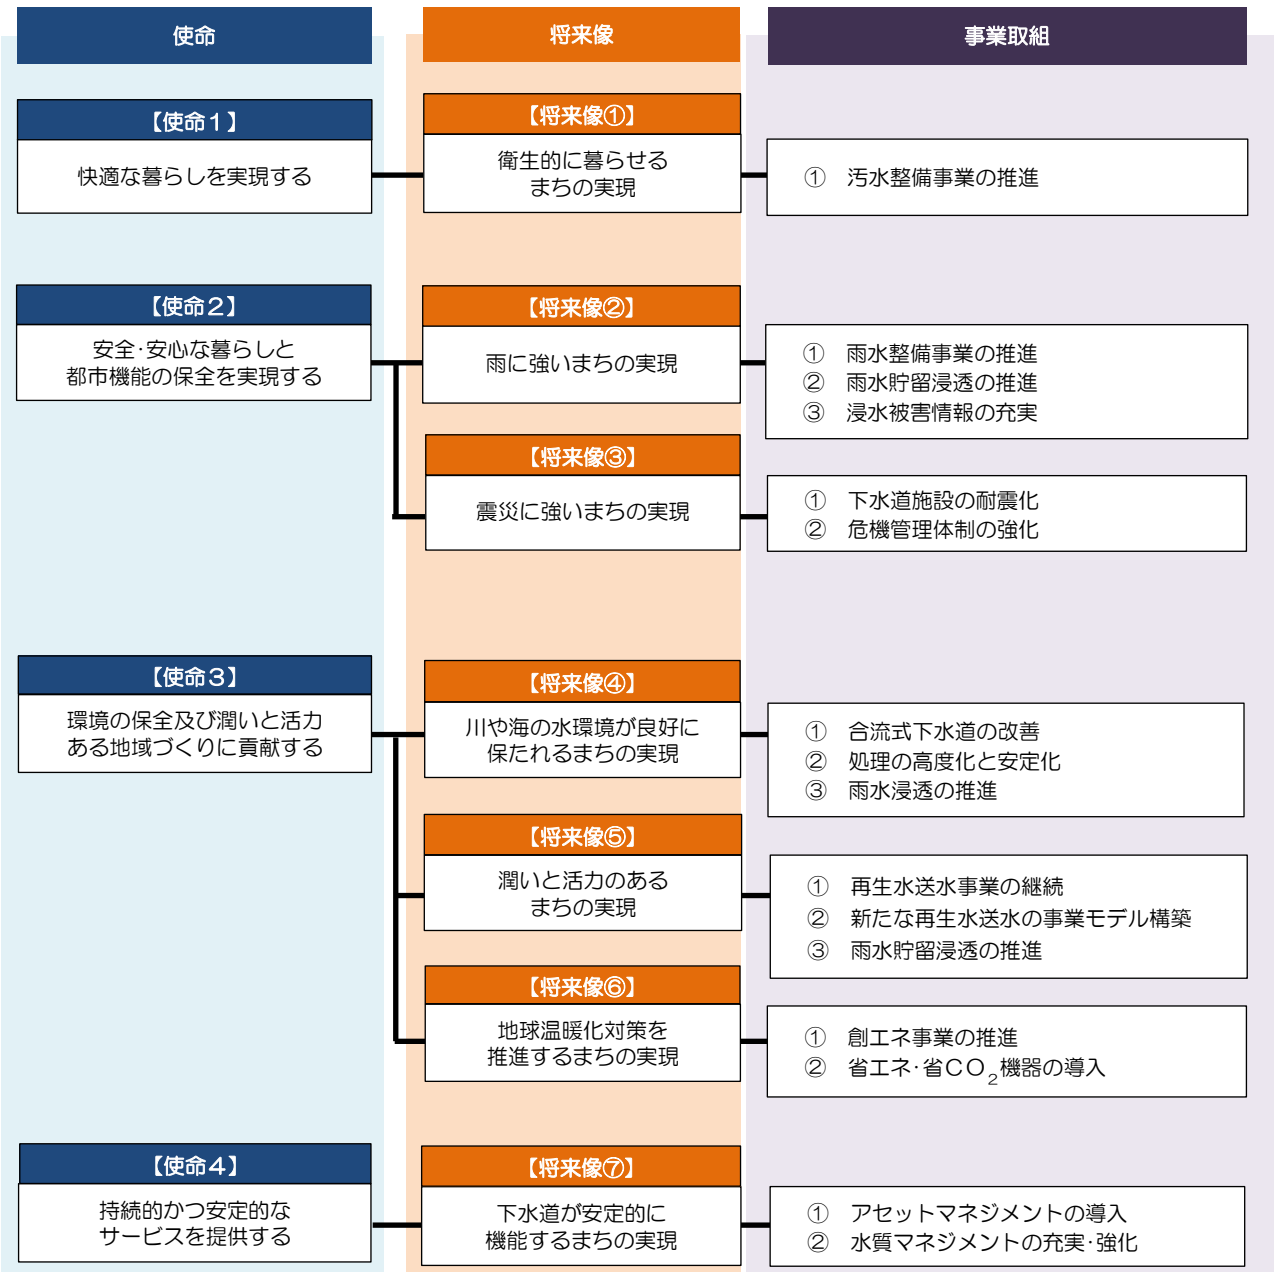 使命
将来像
事業取組
【使命１】
快適な暮らしを実現する
【将来像①】
衛生的に暮らせる
まちの実現
① 汚水整備事業の推進
【使命２】
安全･安心な暮らしと
都市機能の保全を実現する
【将来像②】
雨に強いまちの実現
① 雨水整備事業の推進
② 雨水貯留浸透の推進
③ 浸水被害情報の充実
【将来像③】
震災に強いまちの実現
① 下水道施設の耐震化
② 危機管理体制の強化
【使命３】
環境の保全及び潤いと活力
ある地域づくりに貢献する
【将来像④】
川や海の水環境が良好に
保たれるまちの実現
① 合流式下水道の改善
② 処理の高度化と安定化
③ 雨水浸透の推進
【将来像⑤】
潤いと活力のある
まちの実現
① 再生水送水事業の継続
② 新たな再生水送水の事業モデル構築
③ 雨水貯留浸透の推進
【将来像⑥】
地球温暖化対策を
推進するまちの実現
① 創エネ事業の推進
② 省エネ･省ＣＯ₂機器の導入
【使命４】
持続的かつ安定的な
サービスを提供する
【将来像⑦】
下水道が安定的に
機能するまちの実現
① アセットマネジメントの導入
② 水質マネジメントの充実･強化